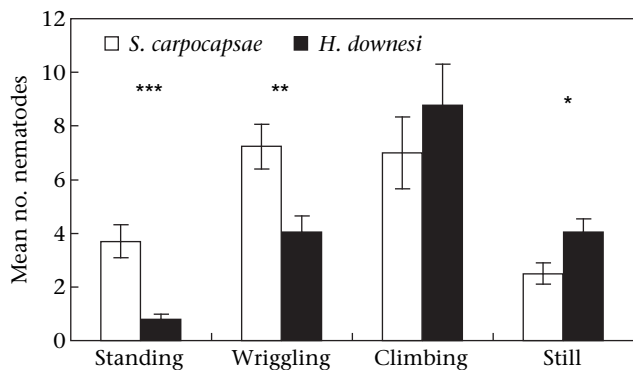 12
10
8
6
4
2
0
Mean no. nematodes
S. carpocapsae H. downesi
*** ** *
Standing Wriggling Climbing Still